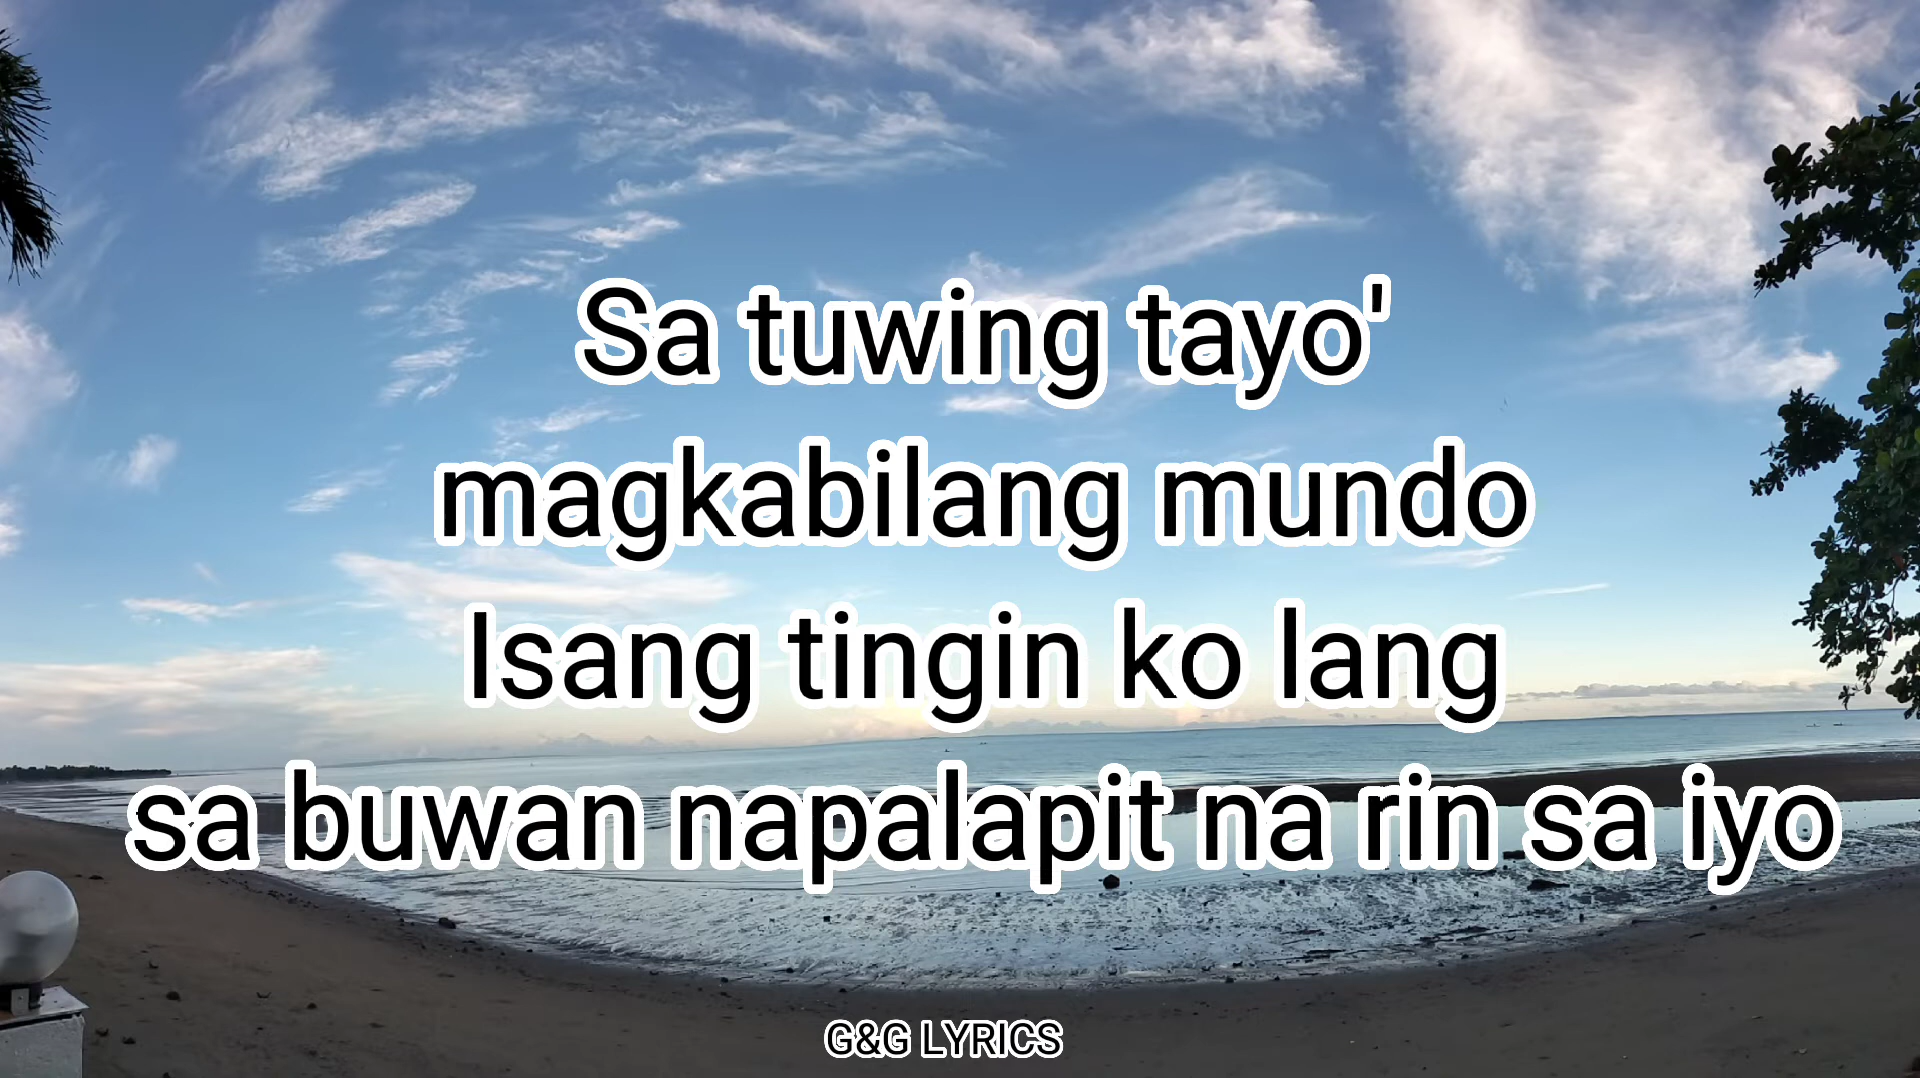 Sa tuwing tayo'
magkabilang mundo
Isang tingin ko lang
sa buwan napalapit na rin sa iyo
G&G LYRICS